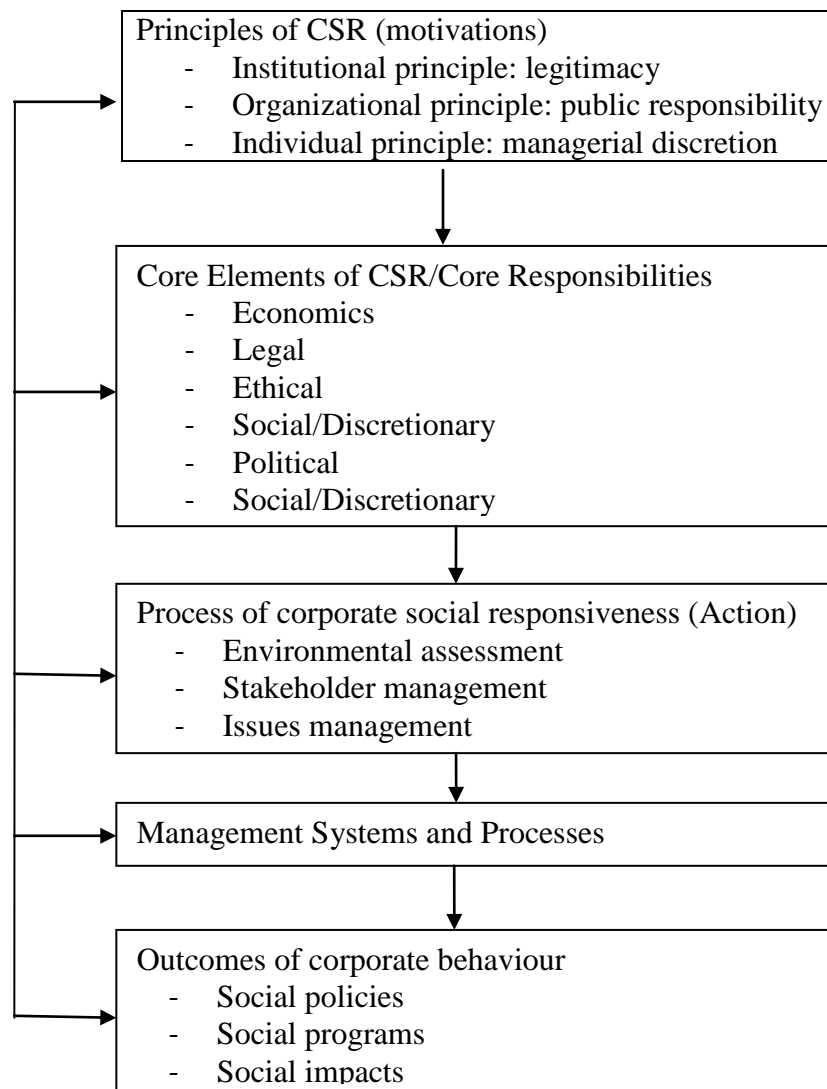 Principles of CSR (motivations)
- Institutional principle: legitimacy
- Organizational principle: public responsibility
- Individual principle: managerial discretion
Core Elements of CSR/Core Responsibilities
- Economics
- Legal
- Ethical
- Social/Discretionary
- Political
- Social/Discretionary
Process of corporate social responsiveness (Action)
- Environmental assessment
- Stakeholder management
- Issues management
Management Systems and Processes
Outcomes of corporate behaviour
- Social policies
- Social programs
- Social impacts